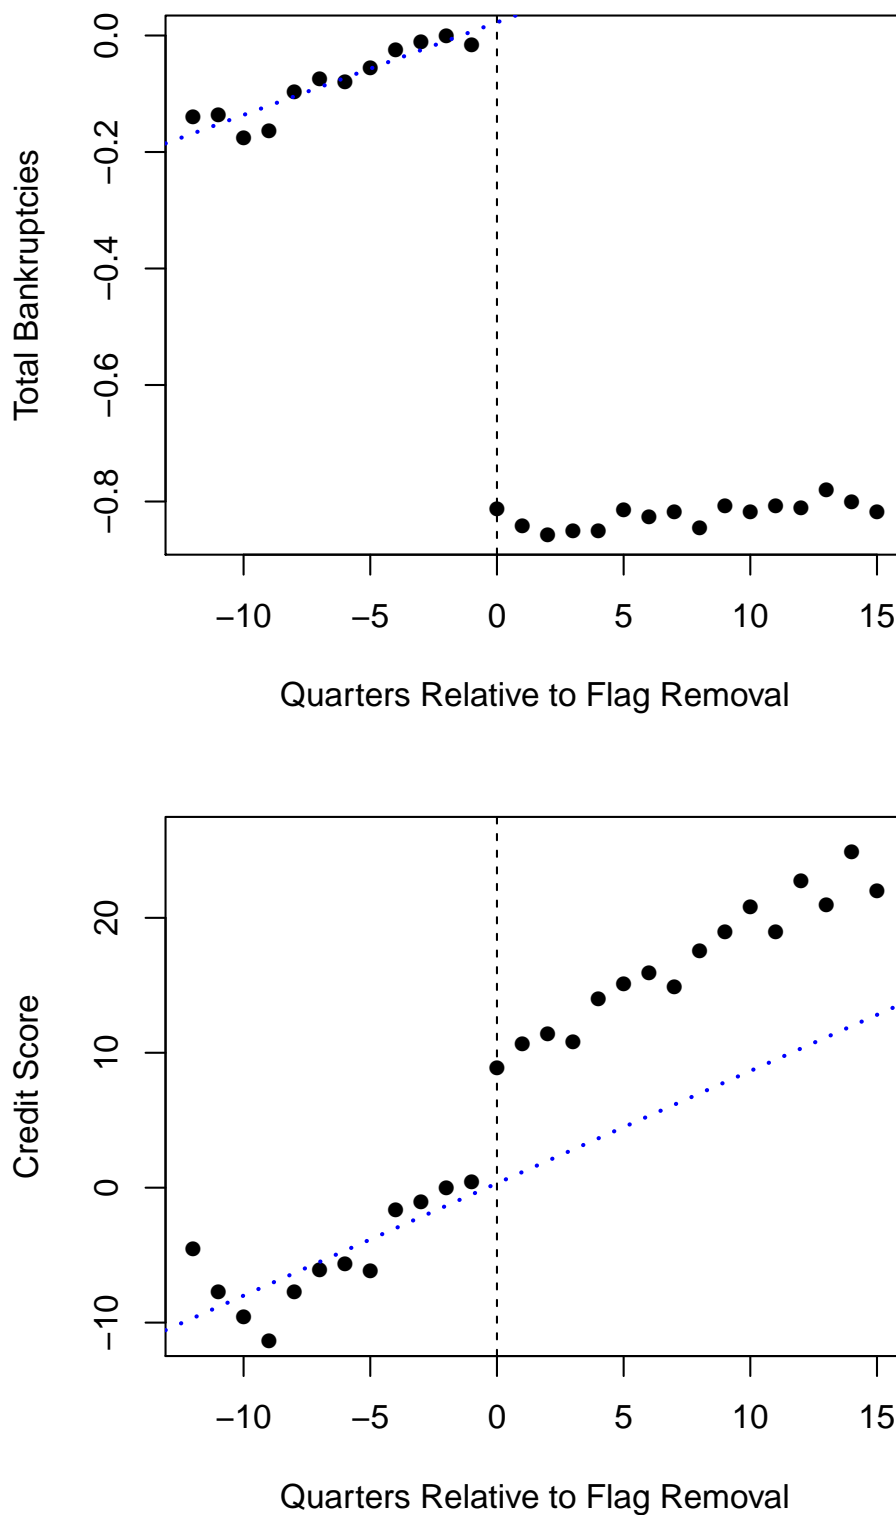 Total Bankruptcies
0.0
−0.2
−0.4
−0.6
−0.8
−10 −5 0 5 10 15
Quarters Relative to Flag Removal
Credit Score
20
10
0
−10
−10 −5 0 5 10 15
Quarters Relative to Flag Removal